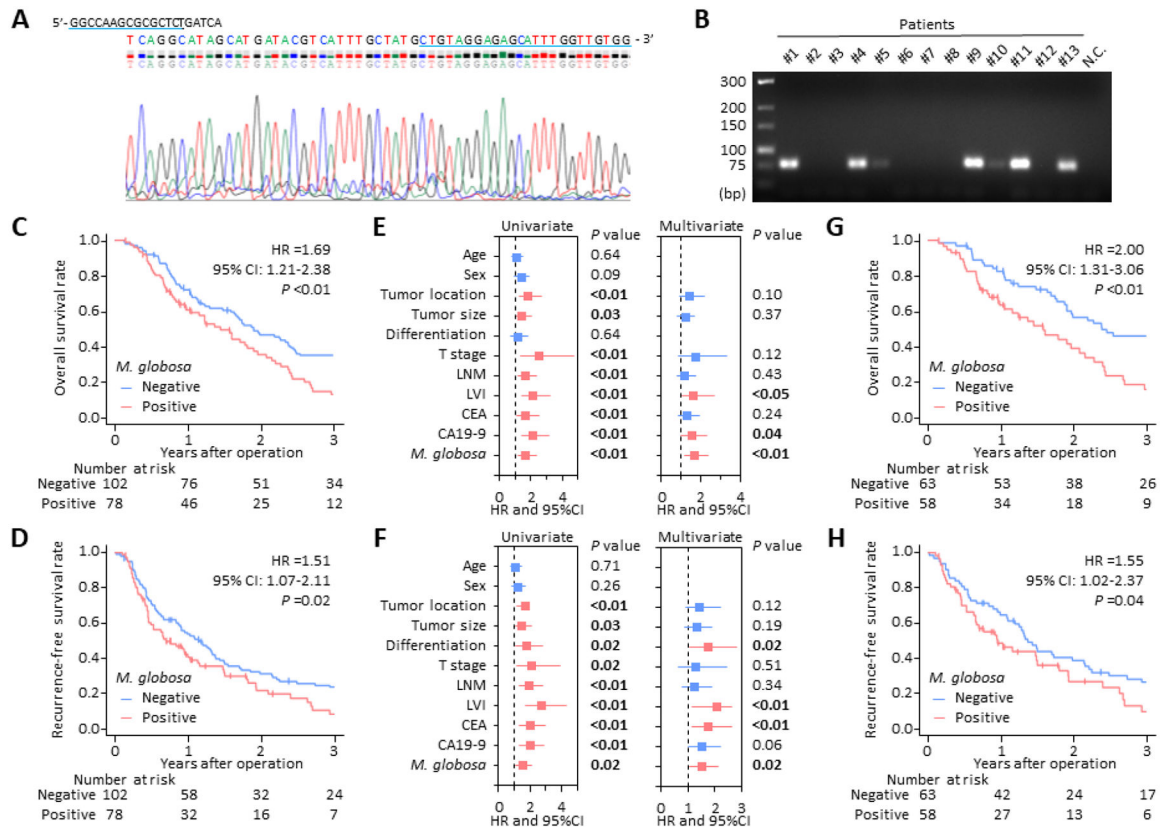 A
5'- GGCCAAGCGCGCTCTGATCA
TCAGGCATAGCATGATACGTCATTTGCTATGCTGTAGGAGAGCATTTGGTTGTGG -3'
TCAGGCATAGCATGATACGTCATTTGCTATGCTGTAGGAGAGCATTTGGTTGTGG
B
Patients
#1 #2 #3 #4 #5 #6 #7 #8 #9 #10 #11 #12 #13 N.C.
300
200
150
100
75
(bp)
C
Overall survival rate
1.0
0.8
0.6
0.4
0.2
0.0
HR =1.69
95% CI: 1.21-2.38
P <0.01
M. globosa
Negative
Positive
0 1 2 3
Years after operation
Number at risk
Negative 102 76 51 34
Positive 78 46 25 12
E
Univariate P value Multivariate P value
Age 0.64
Sex 0.09
Tumor location <0.01 0.10
Tumor size 0.03 0.37
Differentiation 0.64
T stage <0.01 0.12
LNM <0.01 0.43
LVI <0.01 <0.05
CEA <0.01 0.24
CA19-9 <0.01 0.04
M. globosa <0.01 <0.01
0 2 4 0 1 2 3 4
HR and 95%CI HR and 95%CI
G
Overall survival rate
1.0
0.8
0.6
0.4
0.2
0.0
HR =2.00
95% CI: 1.31-3.06
P <0.01
M. globosa
Negative
Positive
0 1 2 3
Years after operation
Number at risk
Negative 63 53 38 26
Positive 58 34 18 9
D
Recurrence-free survival rate
1.0
0.8
0.6
0.4
0.2
0.0
HR =1.51
95% CI: 1.07-2.11
P =0.02
M. globosa
Negative
Positive
0 1 2 3
Years after operation
Number at risk
Negative 102 58 32 24
Positive 78 32 16 7
F
Univariate P value Multivariate P value
Age 0.71
Sex 0.26
Tumor location <0.01 0.12
Tumor size 0.03 0.19
Differentiation 0.02 0.02
T stage 0.02 0.51
LNM <0.01 0.34
LVI <0.01 <0.01
CEA <0.01 <0.01
CA19-9 <0.01 0.06
M. globosa 0.02 0.02
0 2 4 0 1 2 3
HR and 95%CI HR and 95%CI
H
Recurrence-free survival rate
1.0
0.8
0.6
0.4
0.2
0.0
HR =1.55
95% CI: 1.02-2.37
P =0.04
M. globosa
Negative
Positive
0 1 2 3
Years after operation
Number at risk
Negative 63 42 24 17
Positive 58 27 13 6